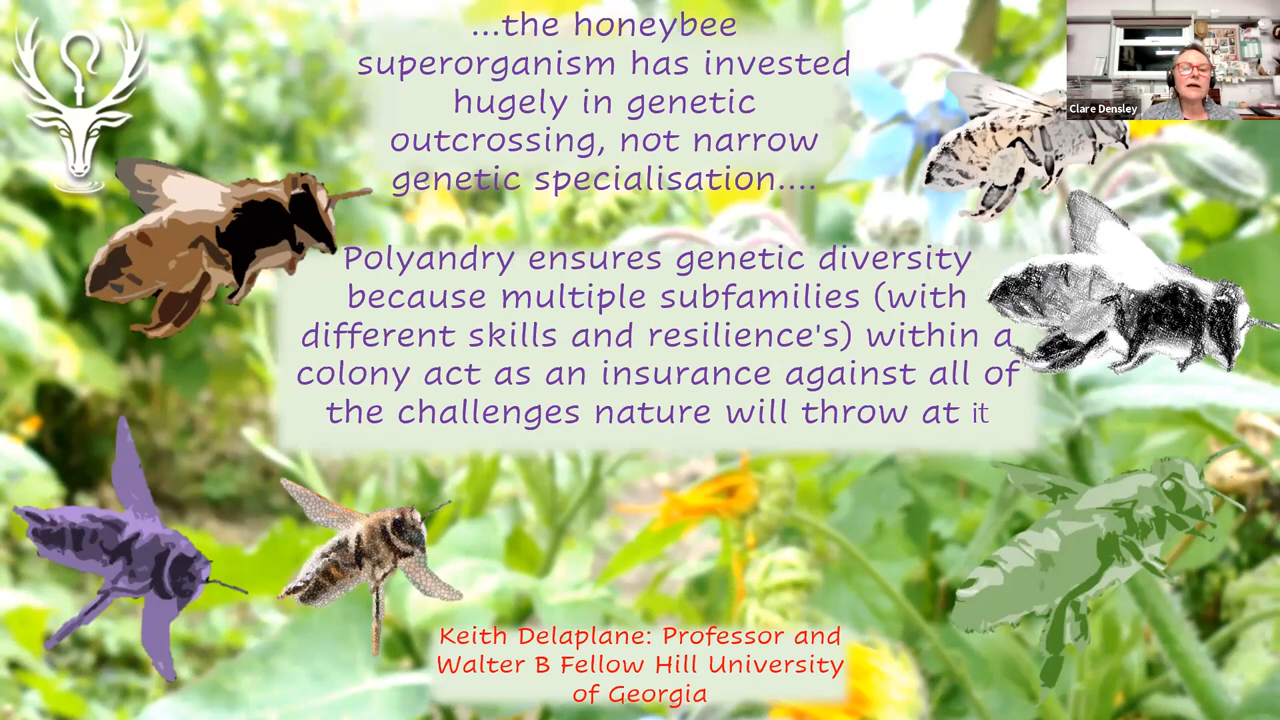 ...the honeybee
superorganism has invested
hugely in genetic
outcrossing, not narrow
genetic specialisation....
Clare Densley
Polyandry ensures genetic diversity
because multiple subfamilies (with
different skills and resilience's) within a
colony act as an insurance against all of
the challenges nature will throw at it
Keith Delaplane: Professor and
Walter B Fellow Hill University
of Georgia